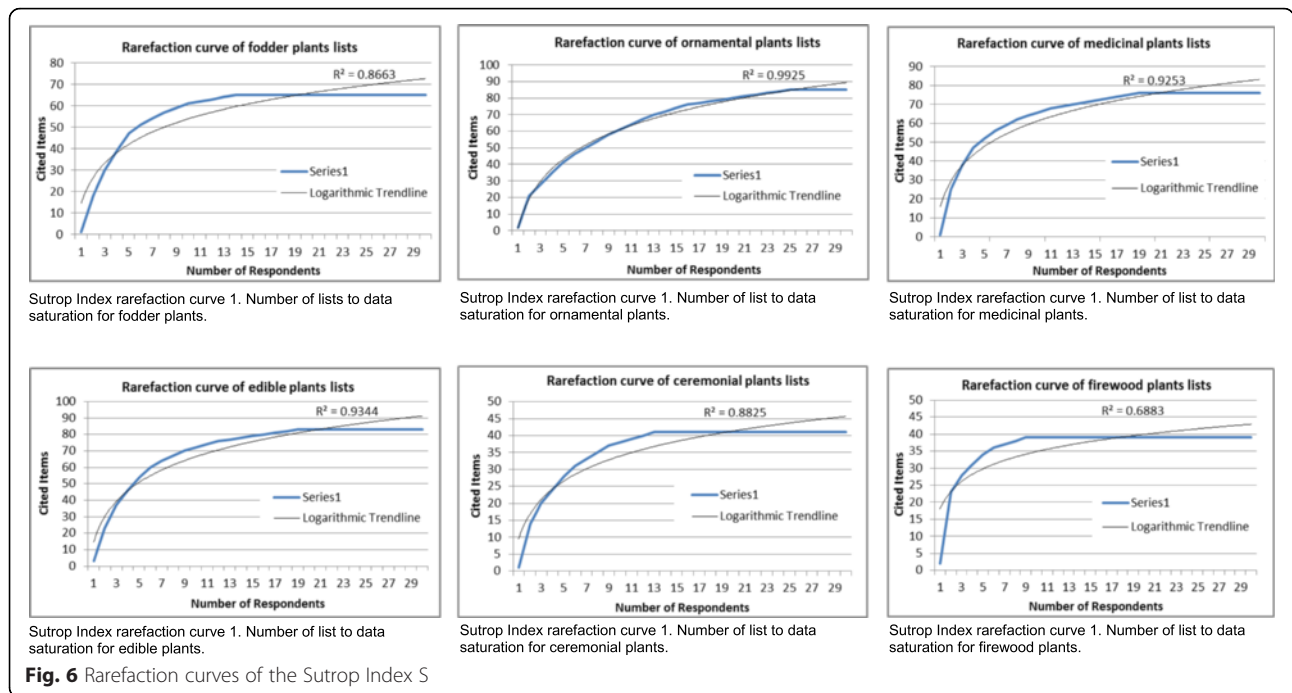 Rarefaction curve of fodder plants lists
R² = 0.8663
Cited Items
80
70
60
50
40
30
20
10
0
Series1
Logarithmic Trendline
1 3 5 7 9 11 13 15 17 19 21 23 25 27 29
Number of Respondents
Sutrop Index rarefaction curve 1. Number of lists to data
saturation for fodder plants.
Rarefaction curve of ornamental plants lists
R² = 0.9925
Cited Items
100
90
80
70
60
50
40
30
20
10
0
Series1
Logarithmic Trendline
1 3 5 7 9 11 13 15 17 19 21 23 25 27 29
Number of Respondents
Sutrop Index rarefaction curve 1. Number of list to data
saturation for ornamental plants.
Rarefaction curve of medicinal plants lists
R² = 0.9253
Cited Items
90
80
70
60
50
40
30
20
10
0
Series1
Logarithmic Trendline
1 3 5 7 9 11 13 15 17 19 21 23 25 27 29
Number of Respondents
Sutrop Index rarefaction curve 1. Number of list to data
saturation for medicinal plants.
Rarefaction curve of edible plants lists
R² = 0.9344
Cited Items
100
90
80
70
60
50
40
30
20
10
0
Series1
Logarithmic Trendline
1 3 5 7 9 11 13 15 17 19 21 23 25 27 29
Number of Respondents
Sutrop Index rarefaction curve 1. Number of list to data
saturation for edible plants.
Rarefaction curve of ceremonial plants lists
R² = 0.8825
Cited Items
50
45
40
35
30
25
20
15
10
5
0
Series1
Logarithmic Trendline
1 3 5 7 9 11 13 15 17 19 21 23 25 27 29
Number of Respondents
Sutrop Index rarefaction curve 1. Number of list to data
saturation for ceremonial plants.
Rarefaction curve of firewood plants lists
R² = 0.6883
Cited Items
50
45
40
35
30
25
20
15
10
5
0
Series1
Logarithmic Trendline
1 3 5 7 9 11 13 15 17 19 21 23 25 27 29
Number of Respondents
Sutrop Index rarefaction curve 1. Number of list to data
saturation for firewood plants.
Fig. 6 Rarefaction curves of the Sutrop Index S